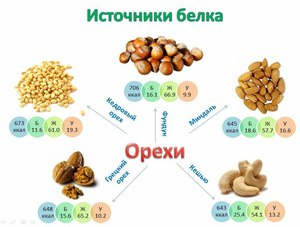 Источники белка
706
ккал
Б
16.1
Ж
66.9
У
9.9
673
ккал
Б
11.6
Ж
61.0
У
19.3
645
ккал
Б
18.6
Ж
57.7
У
16.6
Кедровый
орех
Фундук
Миндаль
Орехи
Грецкий
орех
Кешью
648
ккал
Б
15.6
Ж
65.2
У
10.2
643
ккал
Б
25.4
Ж
54.1
У
13.2